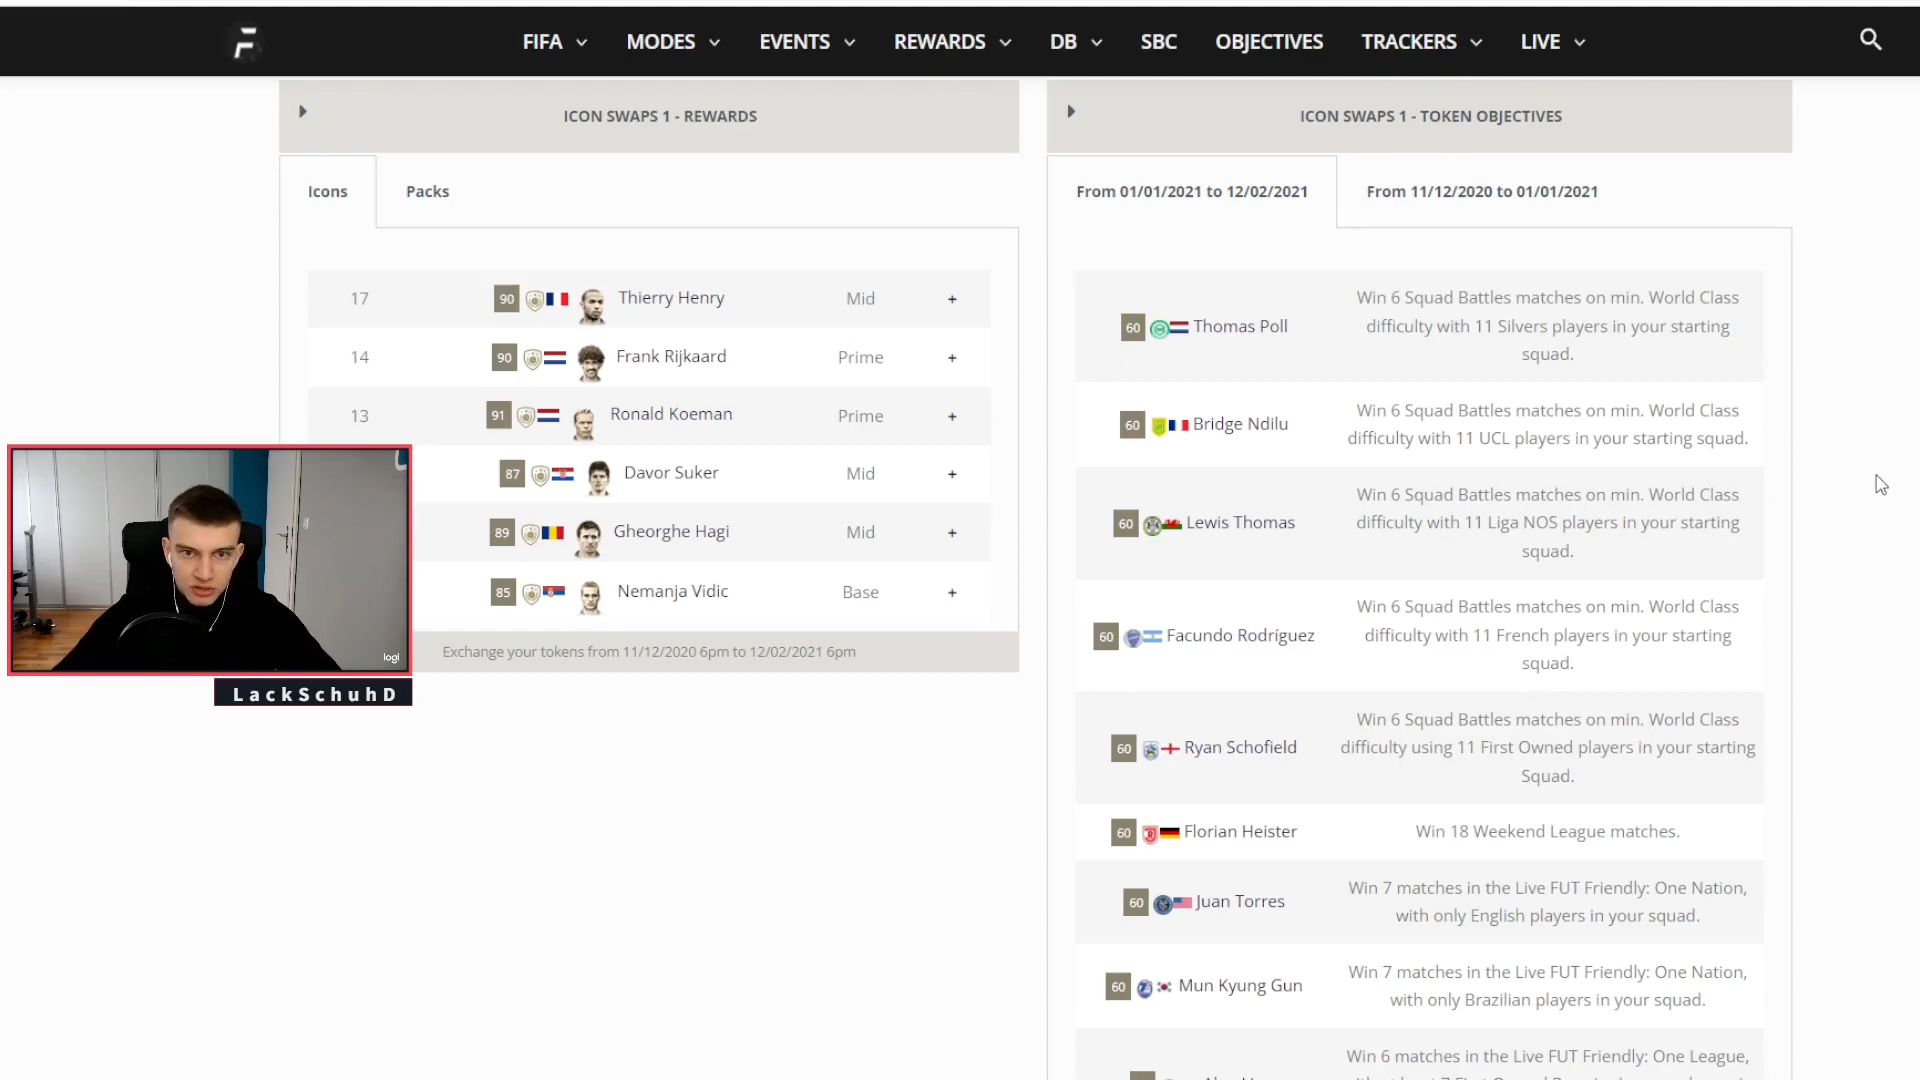 FIFA MODES EVENTS REWARDS DB SBC OBJECTIVES TRACKERS LIVE
ICON SWAPS 1 - REWARDS
Icons Packs
17 90 Thierry Henry Mid +
14 90 Frank Rijkaard Prime +
13 91 Ronald Koeman Prime +
87 Davor Suker Mid +
89 Gheorghe Hagi Mid +
85 Nemanja Vidic Base +
Exchange your tokens from 11/12/2020 6pm to 12/02/2021 6pm
logi
LackSchuhD
ICON SWAPS 1 - TOKEN OBJECTIVES
From 01/01/2021 to 12/02/2021 From 11/12/2020 to 01/01/2021
60 Thomas Poll
Win 6 Squad Battles matches on min. World Class
difficulty with 11 Silvers players in your starting
squad.
60 Bridge Ndilu
Win 6 Squad Battles matches on min. World Class
difficulty with 11 UCL players in your starting squad.
60 Lewis Thomas
Win 6 Squad Battles matches on min. World Class
difficulty with 11 Liga NOS players in your starting
squad.
60 Facundo Rodríguez
Win 6 Squad Battles matches on min. World Class
difficulty with 11 French players in your starting
squad.
60 Ryan Schofield
Win 6 Squad Battles matches on min. World Class
difficulty using 11 First Owned players in your starting
Squad.
60 Florian Heister
Win 18 Weekend League matches.
60 Juan Torres
Win 7 matches in the Live FUT Friendly: One Nation,
with only English players in your squad.
60 Mun Kyung Gun
Win 7 matches in the Live FUT Friendly: One Nation,
with only Brazilian players in your squad.
Win 6 matches in the Live FUT Friendly: One League,